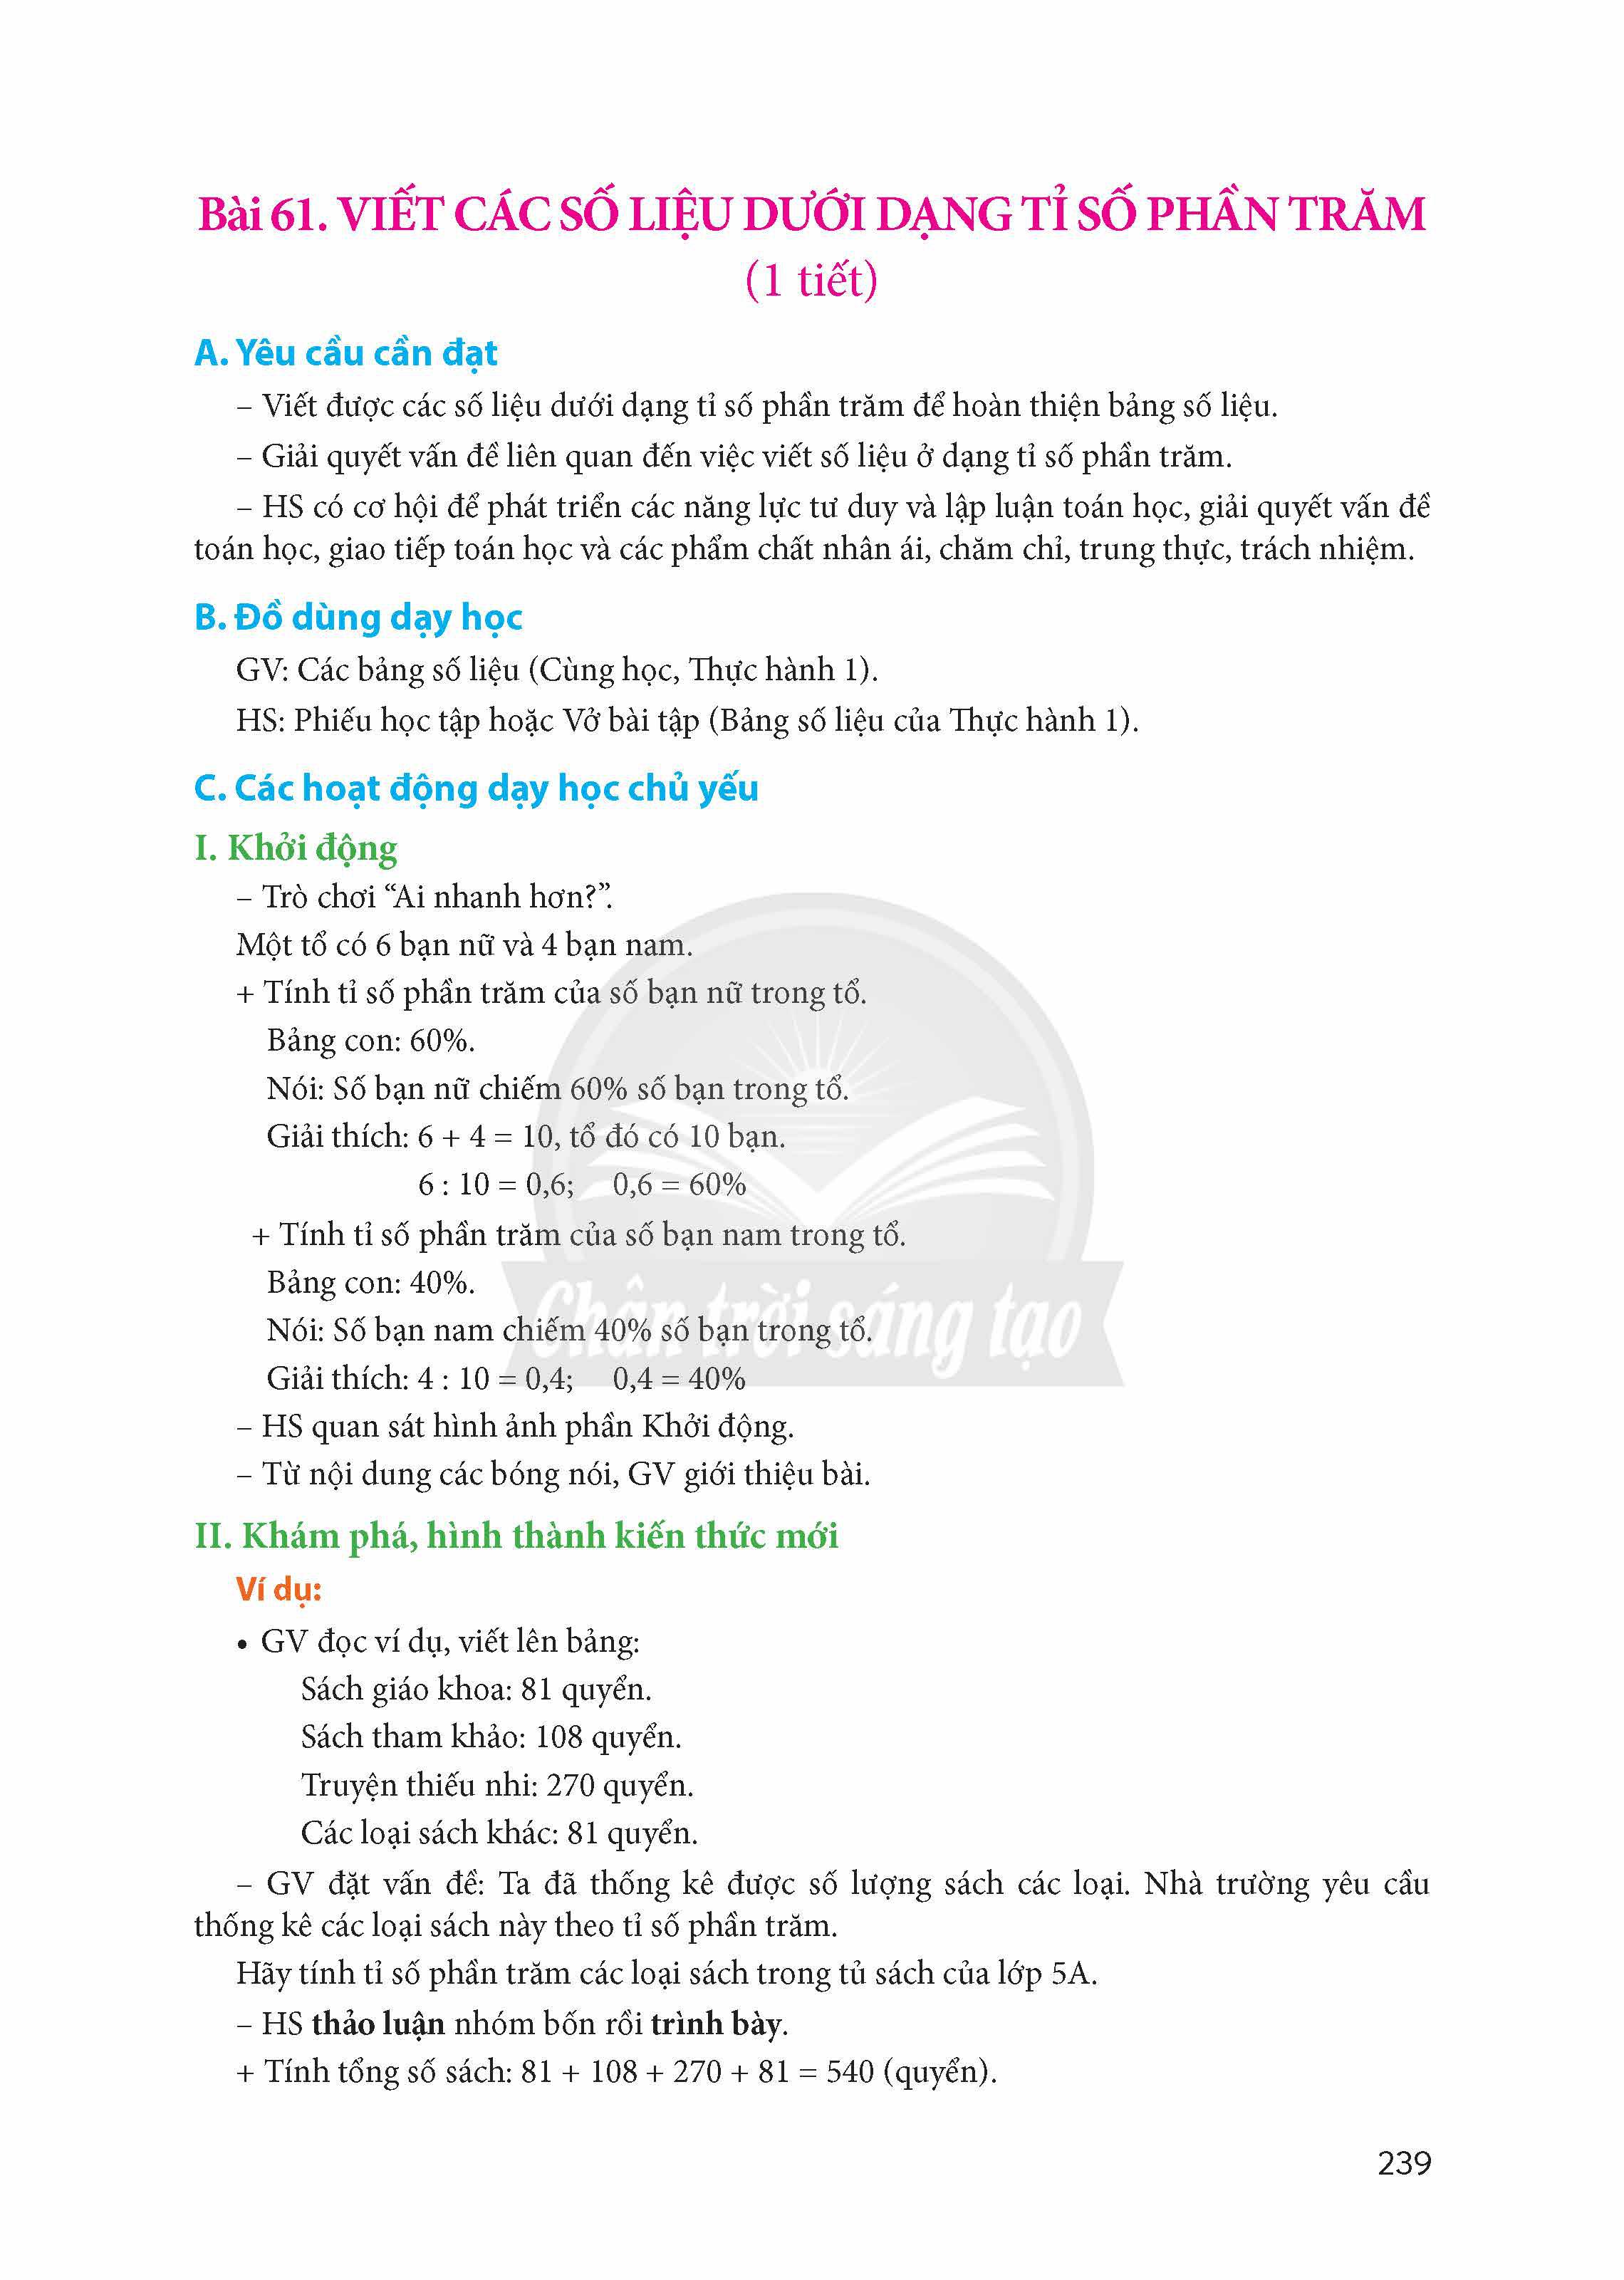 Bài 61. VIẾT CÁC SỐ LIỆU DƯỚI DẠNG TỈ SỐ PHẦN TRĂM
(1 tiết)
A. Yêu cầu cần đạt
– Viết được các số liệu dưới dạng tỉ số phần trăm để hoàn thiện bảng số liệu.
– Giải quyết vấn đề liên quan đến việc viết số liệu ở dạng tỉ số phần trăm.
– HS có cơ hội để phát triển các năng lực tư duy và lập luận toán học, giải quyết vấn đề
toán học, giao tiếp toán học và các phẩm chất nhân ái, chăm chỉ, trung thực, trách nhiệm.
B. Đồ dùng dạy học
GV: Các bảng số liệu (Cùng học, Thực hành 1).
HS: Phiếu học tập hoặc Vở bài tập (Bảng số liệu của Thực hành 1).
C. Các hoạt động dạy học chủ yếu
I. Khởi động
– Trò chơi “Ai nhanh hơn?”.
Một tổ có 6 bạn nữ và 4 bạn nam.
+ Tính tỉ số phần trăm của số bạn nữ trong tổ.
Bảng con: 60%.
Nói: Số bạn nữ chiếm 60% số bạn trong tổ.
Giải thích: 6 + 4 = 10, tổ đó có 10 bạn.
6 : 10 = 0,6; 0,6 = 60%
+ Tính tỉ số phần trăm của số bạn nam trong tổ.
Bảng con: 40%.
Chân trời sáng tạo
Nói: Số bạn nam chiếm 40% số bạn trong tổ.
Giải thích: 4 : 10 = 0,4; 0,4 = 40%
– HS quan sát hình ảnh phần Khởi động.
– Từ nội dung các bóng nói, GV giới thiệu bài.
II. Khám phá, hình thành kiến thức mới
Ví dụ:
• GV đọc ví dụ, viết lên bảng:
Sách giáo khoa: 81 quyển.
Sách tham khảo: 108 quyển.
Truyện thiếu nhi: 270 quyển.
Các loại sách khác: 81 quyển.
– GV đặt vấn đề: Ta đã thống kê được số lượng sách các loại. Nhà trường yêu cầu
thống kê các loại sách này theo tỉ số phần trăm.
Hãy tính tỉ số phần trăm các loại sách trong tủ sách của lớp 5A.
– HS thảo luận nhóm bốn rồi trình bày.
+ Tính tổng số sách: 81 + 108 + 270 + 81 = 540 (quyển).
239